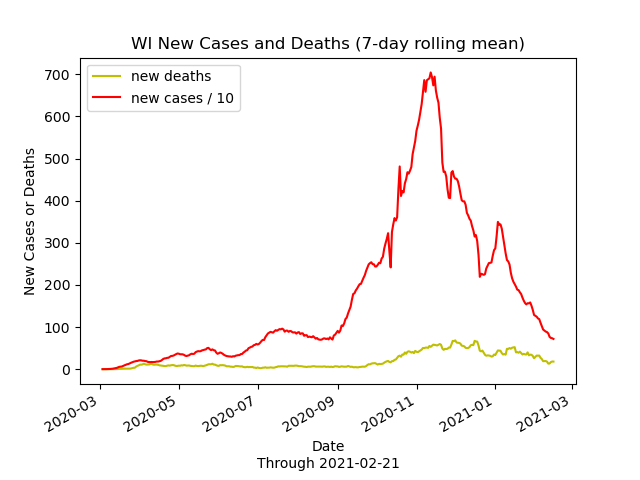 WI New Cases and Deaths (7-day rolling mean)
new deaths
new cases / 10
New Cases or Deaths
700
600
500
400
300
200
100
0
2020-03
2020-05
2020-07
2020-09
2020-11
2021-01
2021-03
Date
Through 2021-02-21